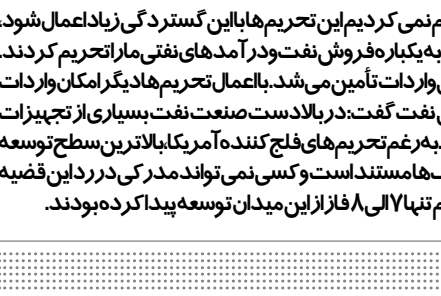 نمی‌کردیم این تحریم‌ها با این گستردگی زیاد اعمال شود،
به یکباره فروش نفت و درآمدهای نفتی ما را تحریم کردند.
واردات تأمین می‌شد. با اعمال تحریم‌ها دیگر امکان واردات
نفت گفت: در بالادست صنعت نفت بسیاری از تجهیزات
به رغم تحریم‌های فلج کننده آمریکا، بالاترین سطح توسعه
مستند است و کسی نمی‌تواند مدرکی در رد این قضیه
تنها ۷ الی ۸ فاز از این میدان توسعه پیدا کرده بودند.